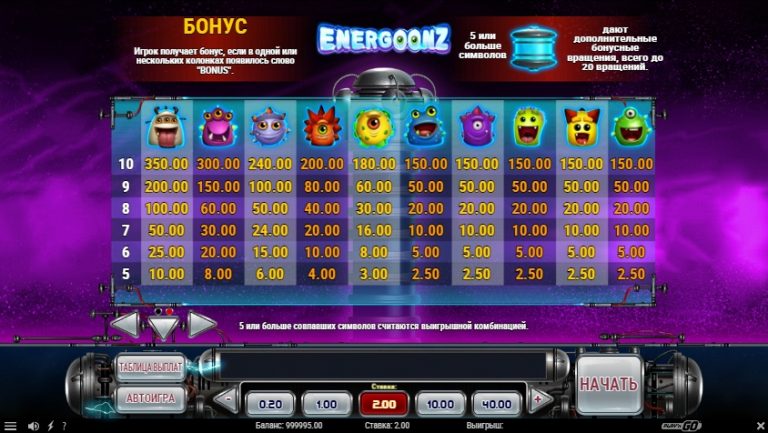 БОНУС
Игрок получает бонус, если в одной или
нескольких колонках появилось слово
"BONUS".
ENERGOONZ
5 или
больше
символов
дают
дополнительные
бонусные
вращения, всего до
20 вращений.
10 350.00 300.00 240.00 200.00 180.00 150.00 150.00 150.00 150.00 150.00
9 200.00 150.00 100.00 80.00 60.00 50.00 50.00 50.00 50.00 50.00
8 100.00 60.00 50.00 40.00 30.00 20.00 20.00 20.00 20.00 20.00
7 50.00 30.00 24.00 20.00 16.00 10.00 10.00 10.00 10.00 10.00
6 25.00 20.00 15.00 10.00 8.00 5.00 5.00 5.00 5.00 5.00
5 10.00 8.00 6.00 4.00 3.00 2.50 2.50 2.50 2.50 2.50
5 или больше совпавших символов считаются выигрышной комбинацией.
ТАБЛИЦА ВЫПЛАТ
АВТОИГРА
Ставка:
- 0.20 1.00 2.00 10.00 40.00 +
НАЧАТЬ
? Баланс: 999995.00 Ставка: 2.00 Выигрыш: PLAY'N GO